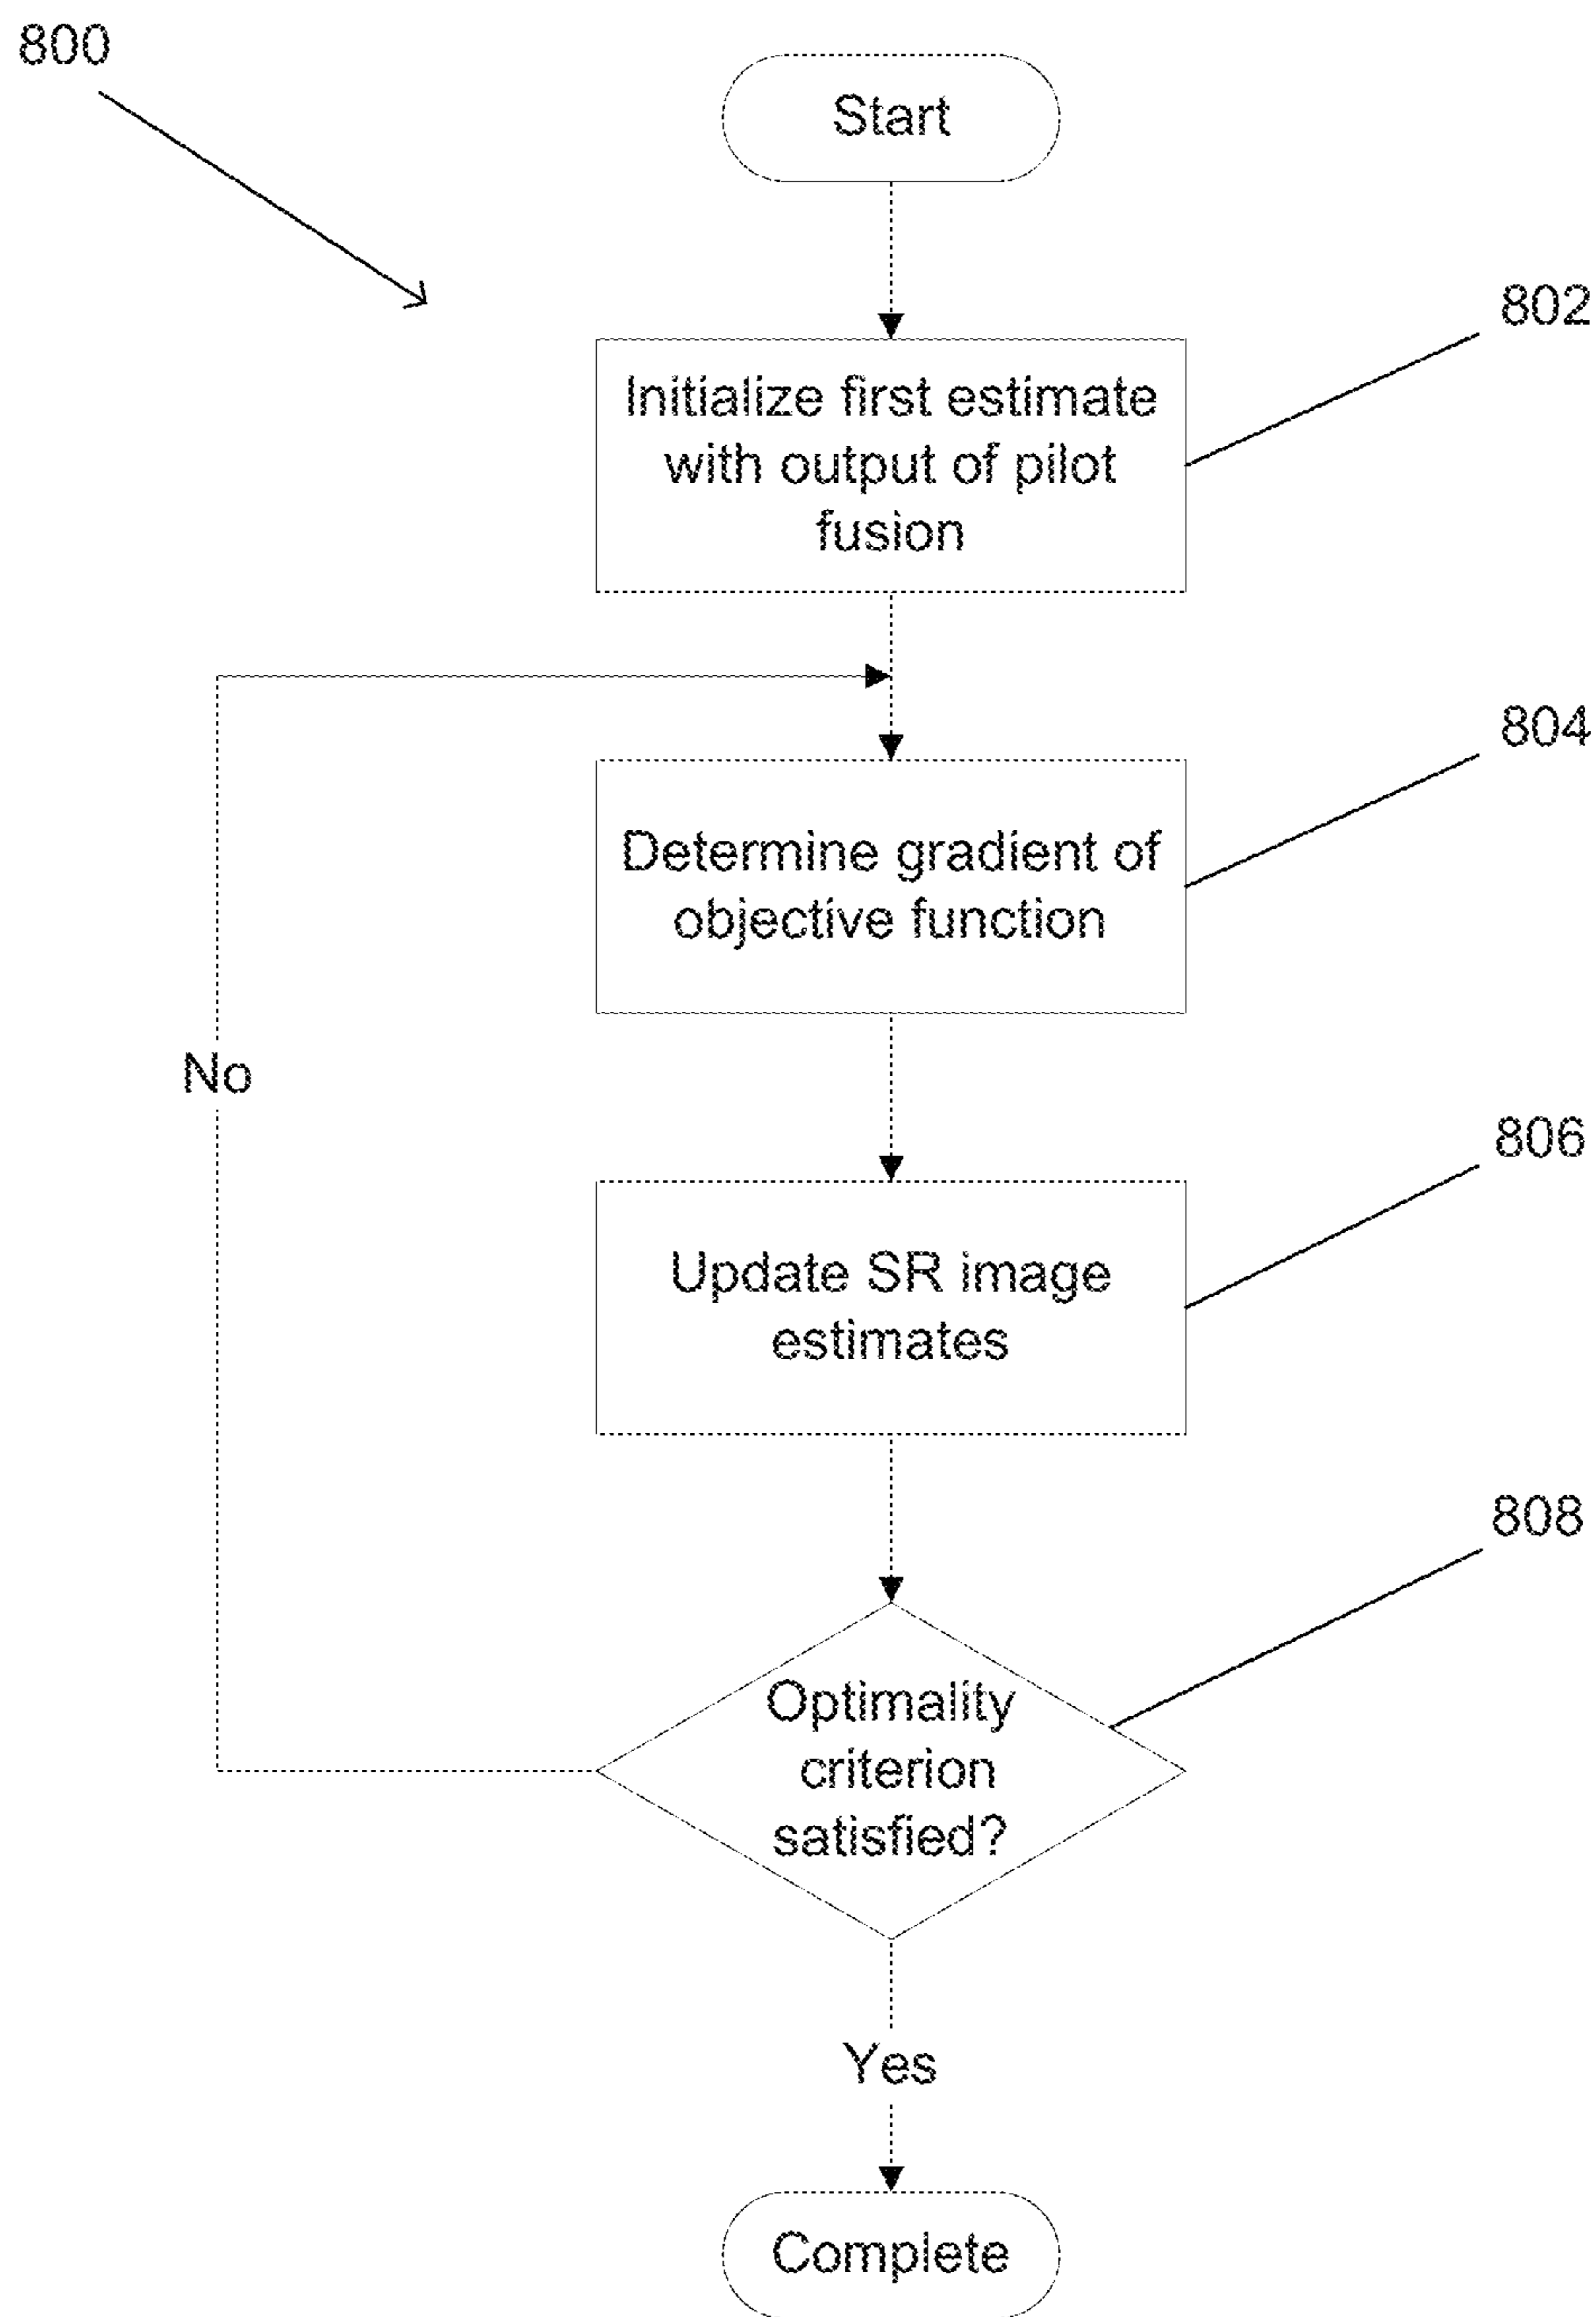 800
Start
802
Initialize first estimate
with output of pilot
fusion
804
Determine gradient of
objective function
No
806
Update SR image
estimates
808
Optimality
criterion
satisfied?
Yes
Complete